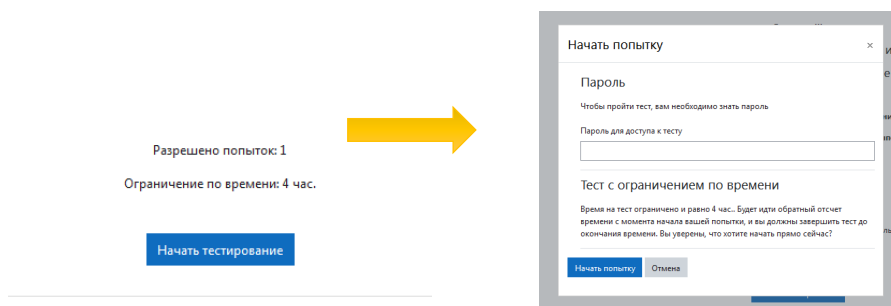 Разрешено попыток: 1
Ограничение по времени: 4 час.
Начать тестирование
Начать попытку ×
Пароль
Чтобы пройти тест, вам необходимо знать пароль
Пароль для доступа к тесту
Тест с ограничением по времени
Время на тест ограничено и равно 4 час.. Будет идти обратный отсчет
времени с момента начала вашей попытки, и вы должны завершить тест до
окончания времени. Вы уверены, что хотите начать прямо сейчас?
Начать попытку Отмена